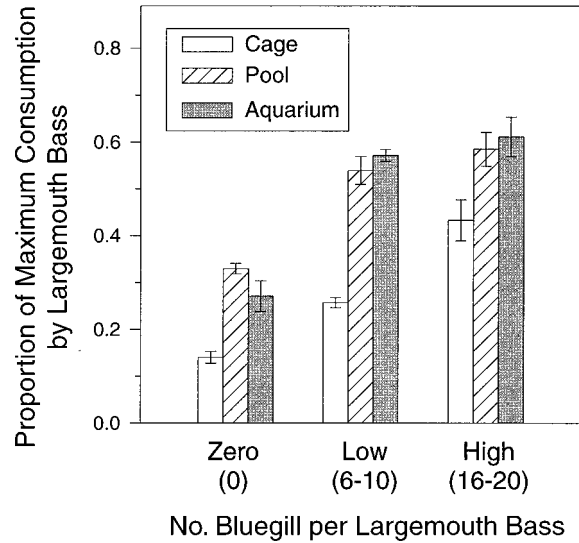 Proportion of Maximum Consumption
by Largemouth Bass
0.8
0.6
0.4
0.2
0.0
Cage
Pool
Aquarium
Zero
(0)
Low
(6-10)
High
(16-20)
No. Bluegill per Largemouth Bass